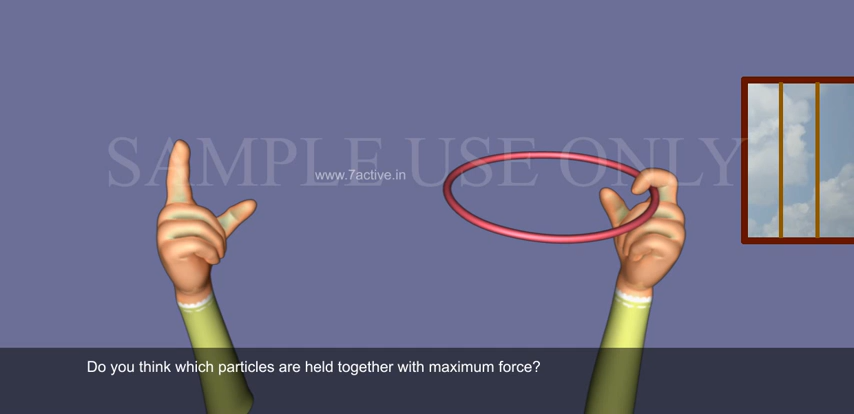 SAMPLE USE ONLY
www.7active.in
Do you think which particles are held together with maximum force?